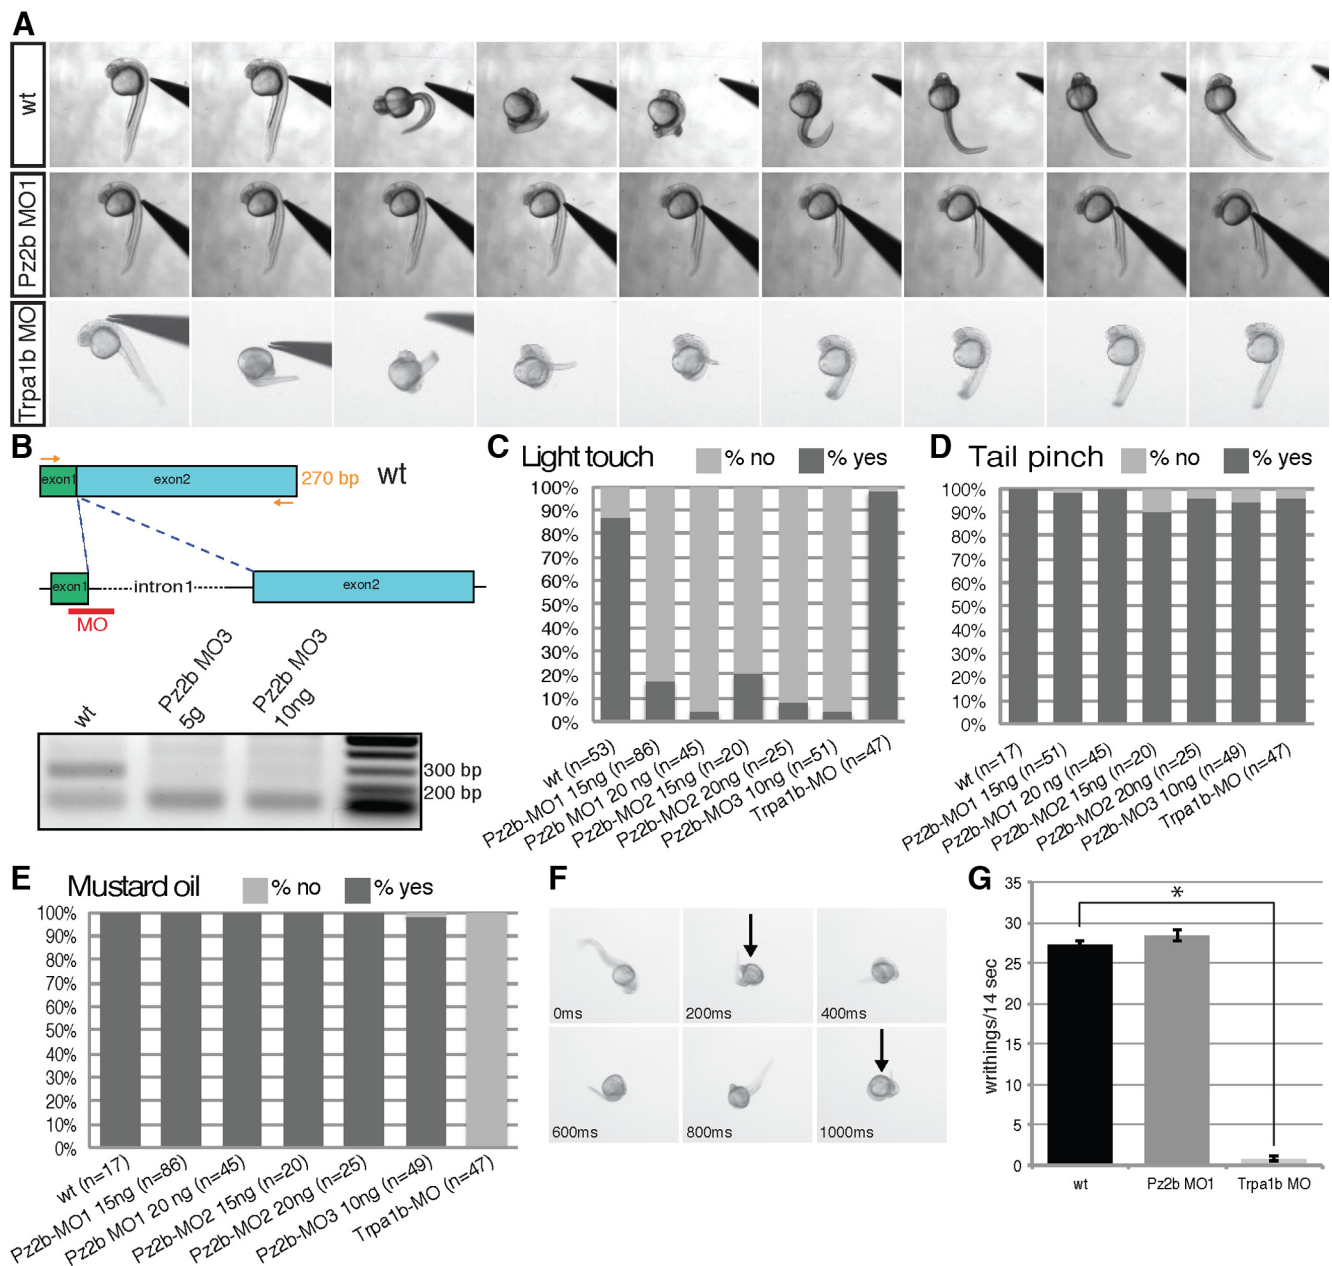 A
wt
Pz2b MO1
Trpa1b MO
B
exon1
exon2
270 bp
wt
exon1
intron1
exon2
MO
wt
Pz2b MO3
5g
Pz2b MO3
10ng
300 bp
200 bp
C
Light touch
% no
% yes
100%
90%
80%
70%
60%
50%
40%
30%
20%
10%
0%
wt (n=53)
Pz2b-MO1 15ng (n=86)
Pz2b MO1 20 ng (n=45)
Pz2b-MO2 15ng (n=20)
Pz2b-MO2 20ng (n=25)
Pz2b-MO3 10ng (n=51)
Trpa1b-MO (n=47)
D
Tail pinch
% no
% yes
100%
90%
80%
70%
60%
50%
40%
30%
20%
10%
0%
wt (n=17)
Pz2b-MO1 15ng (n=51)
Pz2b-MO1 20ng (n=45)
Pz2b-MO2 15ng (n=20)
Pz2b-MO2 20ng (n=25)
Pz2b-MO3 10ng (n=49)
Trpa1b-MO (n=47)
E
Mustard oil
% no
% yes
100%
90%
80%
70%
60%
50%
40%
30%
20%
10%
0%
wt (n=17)
Pz2b-MO1 15ng (n=86)
Pz2b MO1 20 ng (n=45)
Pz2b-MO2 15ng (n=20)
Pz2b-MO2 20ng (n=25)
Pz2b-MO3 10ng (n=49)
Trpa1b-MO (n=47)
F
0ms
200ms
400ms
600ms
800ms
1000ms
G
writhings/14 sec
35
30
25
20
15
10
5
0
*
wt
Pz2b MO1
Trpa1b MO